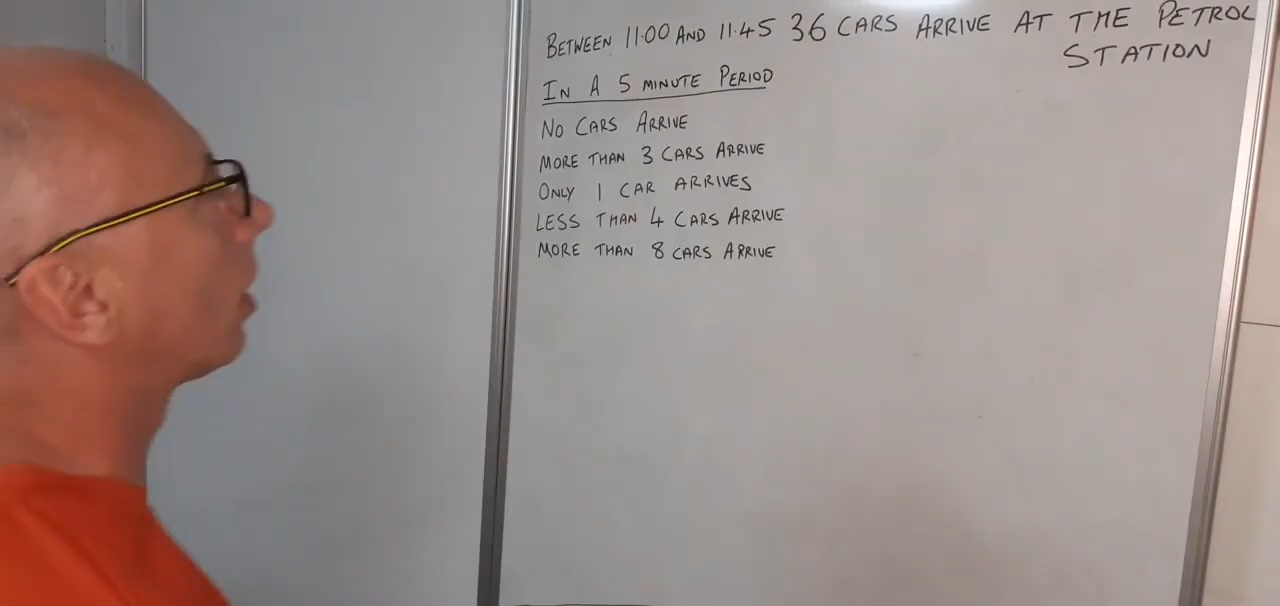 BETWEEN 11.00 AND 11.45 36 CARS ARRIVE AT THE PETROL
STATION
IN A 5 MINUTE PERIOD
NO CARS ARRIVE
MORE THAN 3 CARS ARRIVE
ONLY 1 CAR ARRIVES
LESS THAN 4 CARS ARRIVE
MORE THAN 8 CARS ARRIVE